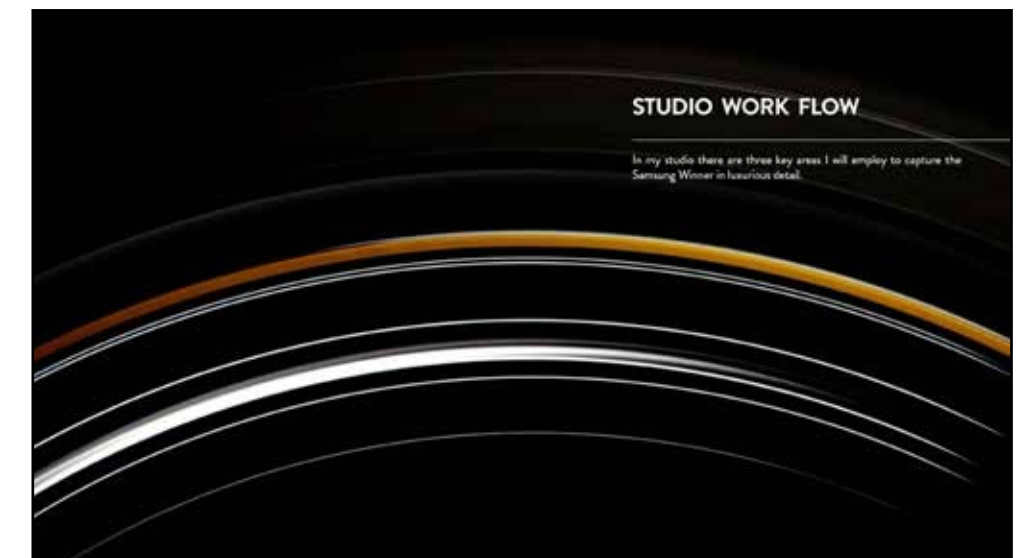 STUDIO WORK FLOW
In my studio there are three key areas I will employ to capture the
Samsung Winner in luxurious detail.